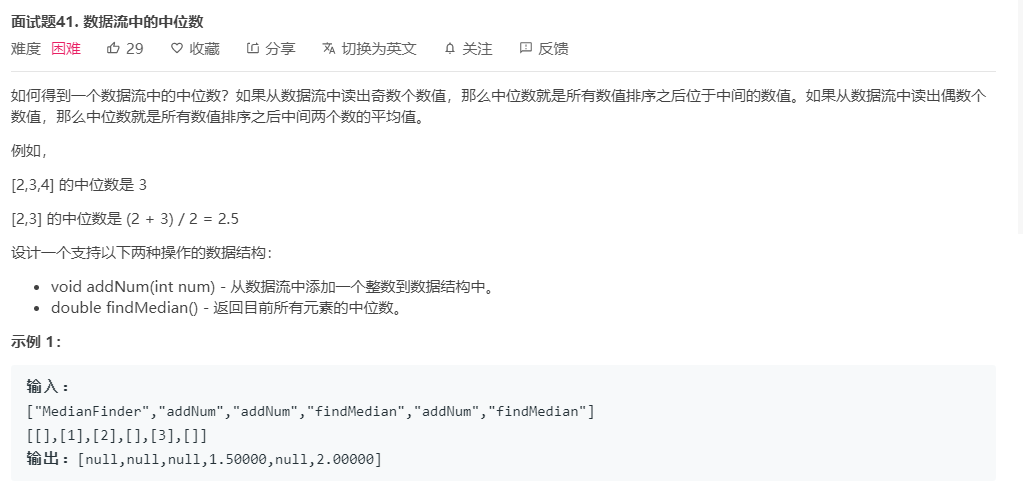 面试题41. 数据流中的中位数
难度 困难 29 收藏 分享 切换为英文 关注 反馈
如何得到一个数据流中的中位数？如果从数据流中读出奇数个数值，那么中位数就是所有数值排序之后位于中间的数值。如果从数据流中读出偶数个
数值，那么中位数就是所有数值排序之后中间两个数的平均值。
例如，
[2,3,4] 的中位数是 3
[2,3] 的中位数是 (2 + 3) / 2 = 2.5
设计一个支持以下两种操作的数据结构：
• void addNum(int num) - 从数据流中添加一个整数到数据结构中。
• double findMedian() - 返回目前所有元素的中位数。
示例 1：
输入：
["MedianFinder","addNum","addNum","findMedian","addNum","findMedian"]
[[],[1],[2],[],[3],[]]
输出：[null,null,null,1.50000,null,2.00000]